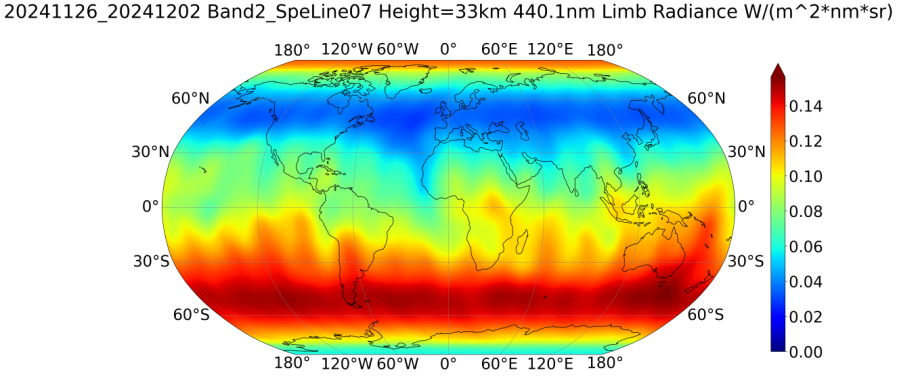 20241126_20241202 Band2_SpeLine07 Height=33km 440.1nm Limb Radiance W/(m^2*nm*sr)
180° 120°W 60°W 0° 60°E 120°E 180°
60°N 60°N
30°N 30°N
0° 0°
30°S 30°S
60°S 60°S
180° 120°W 60°W 0° 60°E 120°E 180°
0.14
0.12
0.10
0.08
0.06
0.04
0.02
0.00